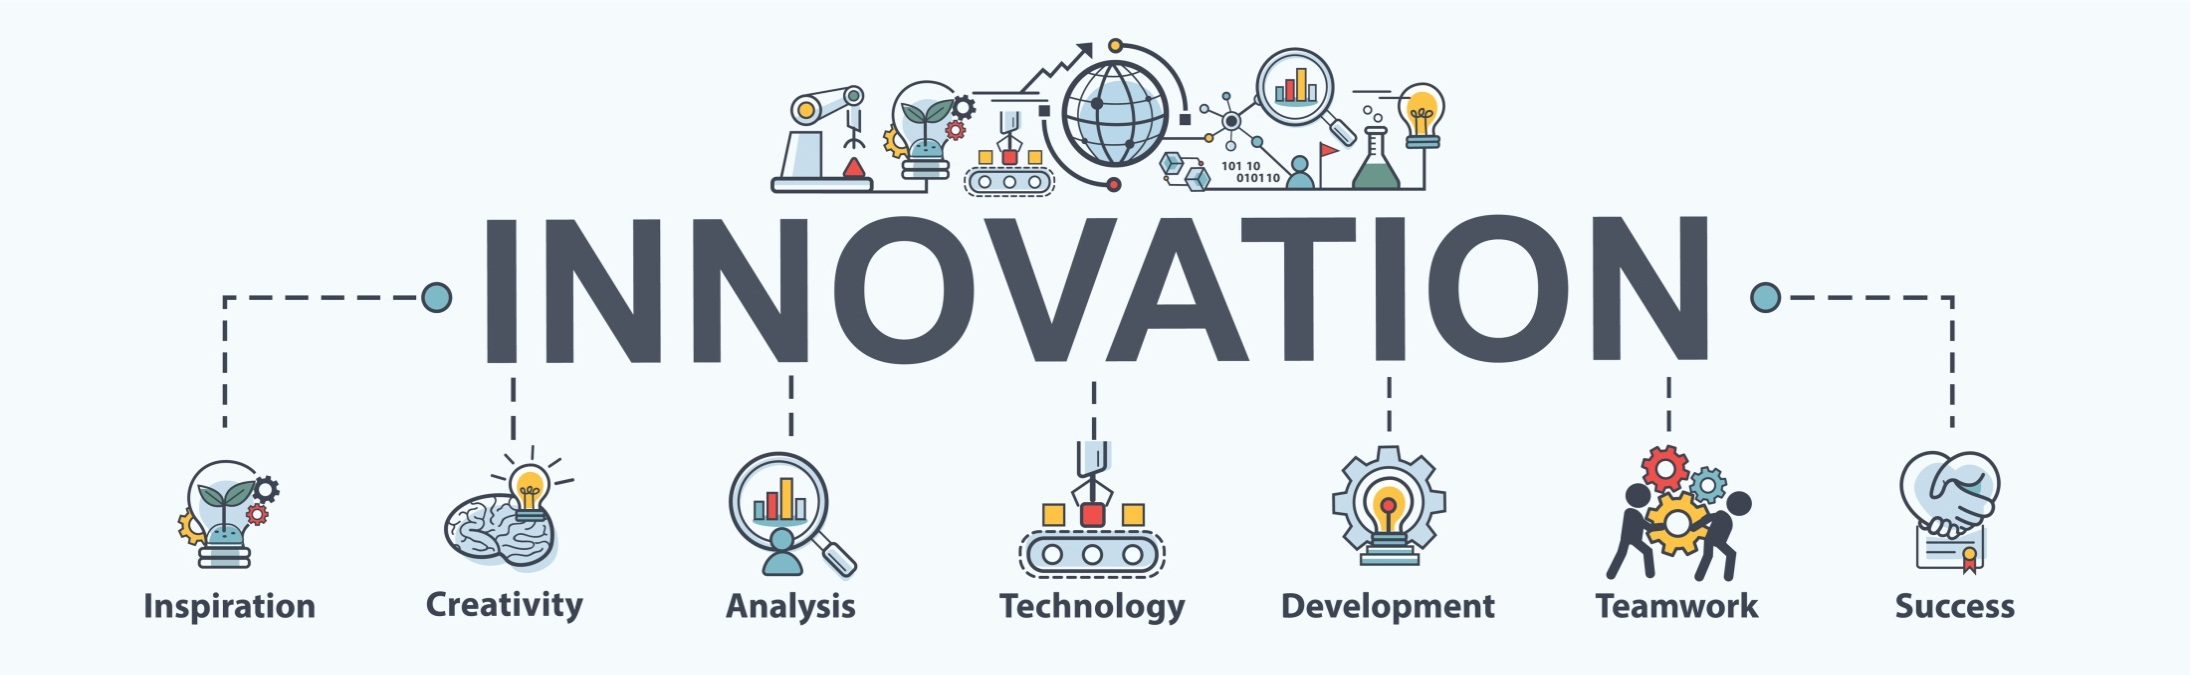 101 10
010110
INNOVATION
Inspiration
Creativity
Analysis
Technology
Development
Teamwork
Success